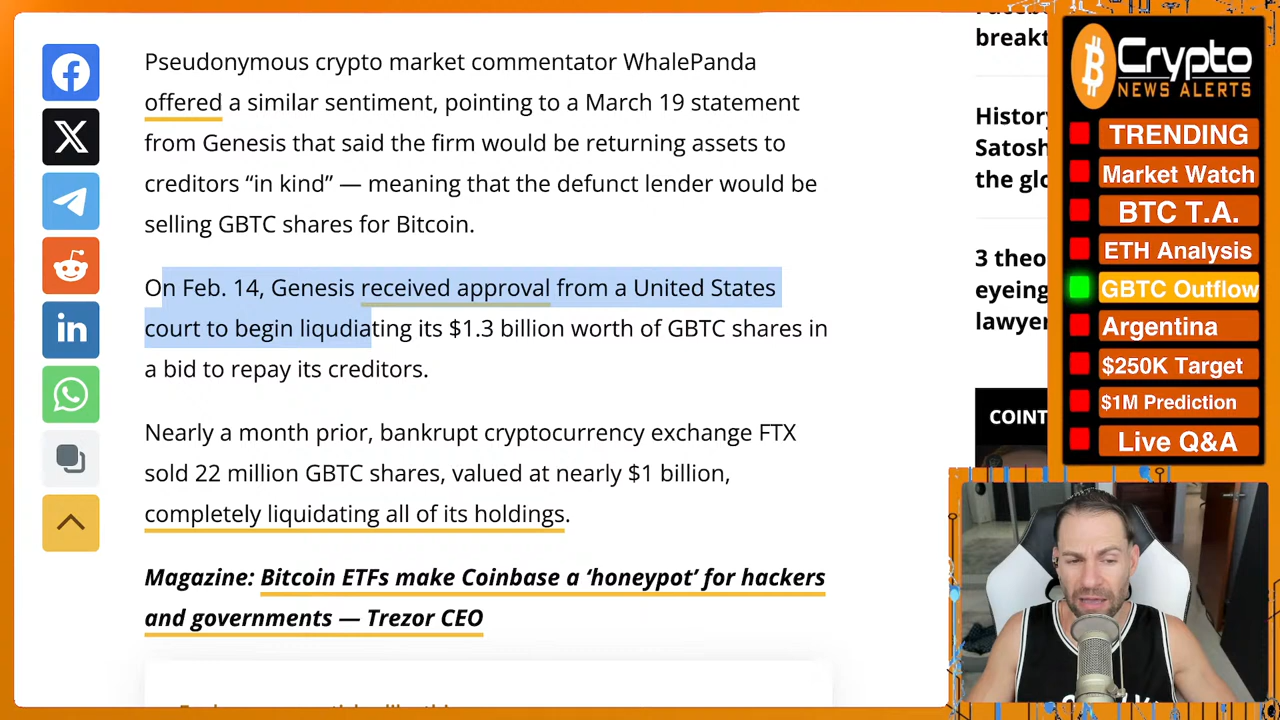 Pseudonymous crypto market commentator WhalePanda
offered a similar sentiment, pointing to a March 19 statement
from Genesis that said the firm would be returning assets to
creditors “in kind” — meaning that the defunct lender would be
selling GBTC shares for Bitcoin.
On Feb. 14, Genesis received approval from a United States
court to begin liqudiating its $1.3 billion worth of GBTC shares in
a bid to repay its creditors.
Nearly a month prior, bankrupt cryptocurrency exchange FTX
sold 22 million GBTC shares, valued at nearly $1 billion,
completely liquidating all of its holdings.
Magazine: Bitcoin ETFs make Coinbase a ‘honeypot’ for hackers
and governments — Trezor CEO
History
Satosh
the glo
3 theo
eyeing
lawyer
COINT
Crypto
NEWS ALERTS
TRENDING
Market Watch
BTC T.A.
ETH Analysis
GBTC Outflow
Argentina
$250K Target
$1M Prediction
Live Q&A